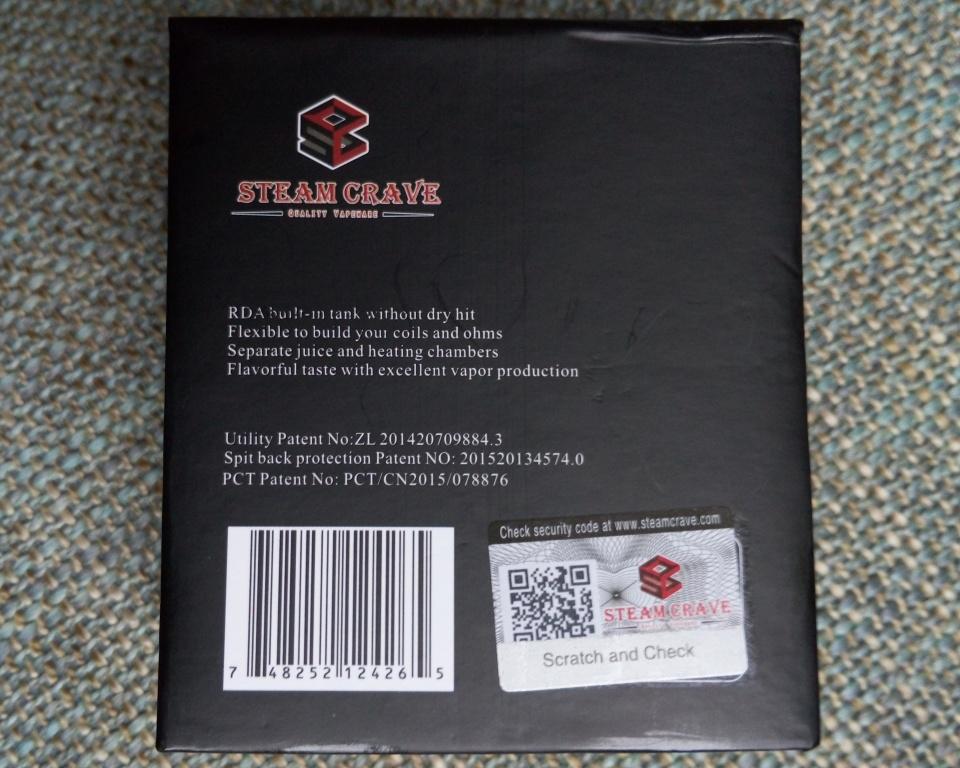 STEAM CRAVE
QUALITY VAPEWARE
RDA built-in tank without dry hit
Flexible to build your coils and ohms
Separate juice and heating chambers
Flavorful taste with excellent vapor production
Utility Patent No:ZL 201420709884.3
Spit back protection Patent NO: 201520134574.0
PCT Patent No: PCT/CN2015/078876
7 48252 12426 5
Check security code at www.steamcrave.com
STEAM CRAVE
Scratch and Check